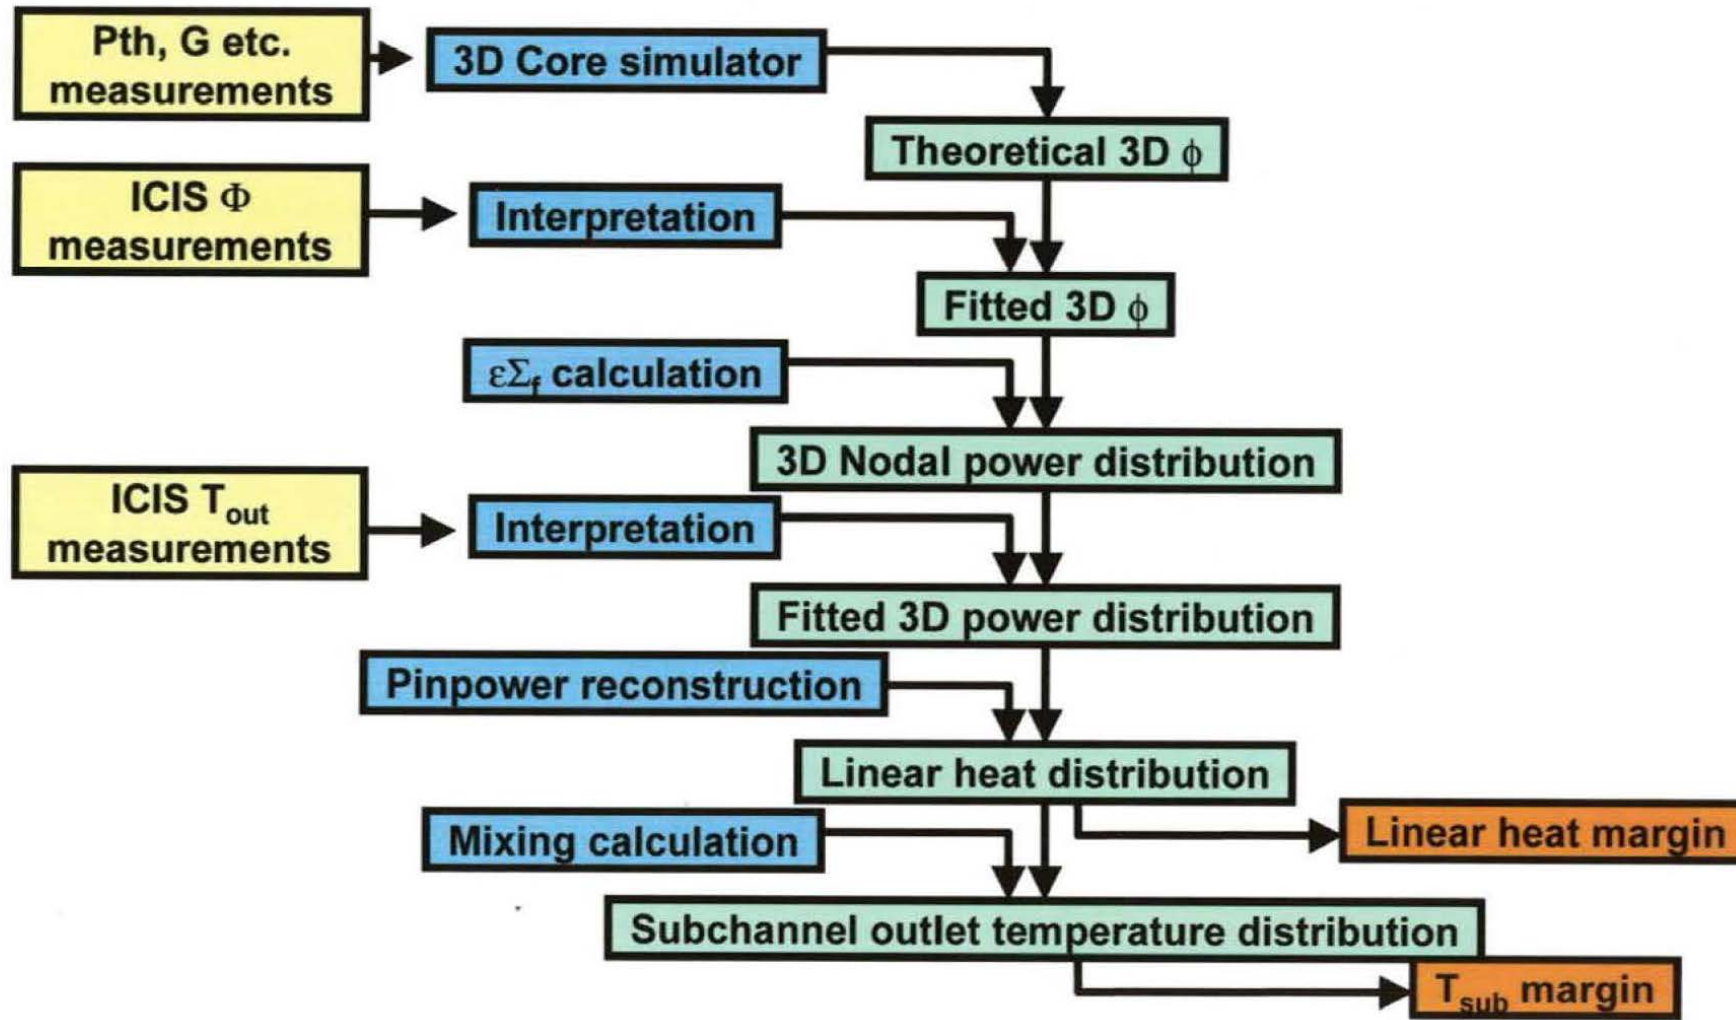 Pth, G etc.
measurements
3D Core simulator
Theoretical 3D ϕ
ICIS Φ
measurements
Interpretation
Fitted 3D ϕ
εΣf calculation
3D Nodal power distribution
ICIS Tout
measurements
Interpretation
Fitted 3D power distribution
Pinpower reconstruction
Linear heat distribution
Mixing calculation
Linear heat margin
Subchannel outlet temperature distribution
Tsub margin